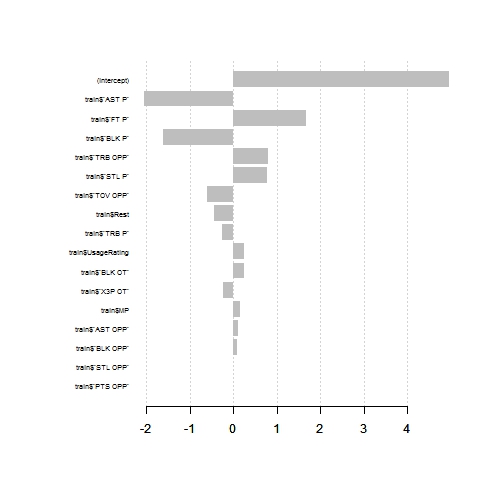 (Intercept)
train$`AST P`
train$`FT P`
train$`BLK P`
train$`TRB OPP`
train$`STL P`
train$`TOV OPP`
train$Rest
train$`TRB P`
train$UsageRating
train$`BLK OT`
train$`X3P OT`
train$MP
train$`AST OPP`
train$`BLK OPP`
train$`STL OPP`
train$`PTS OPP`
-2 -1 0 1 2 3 4